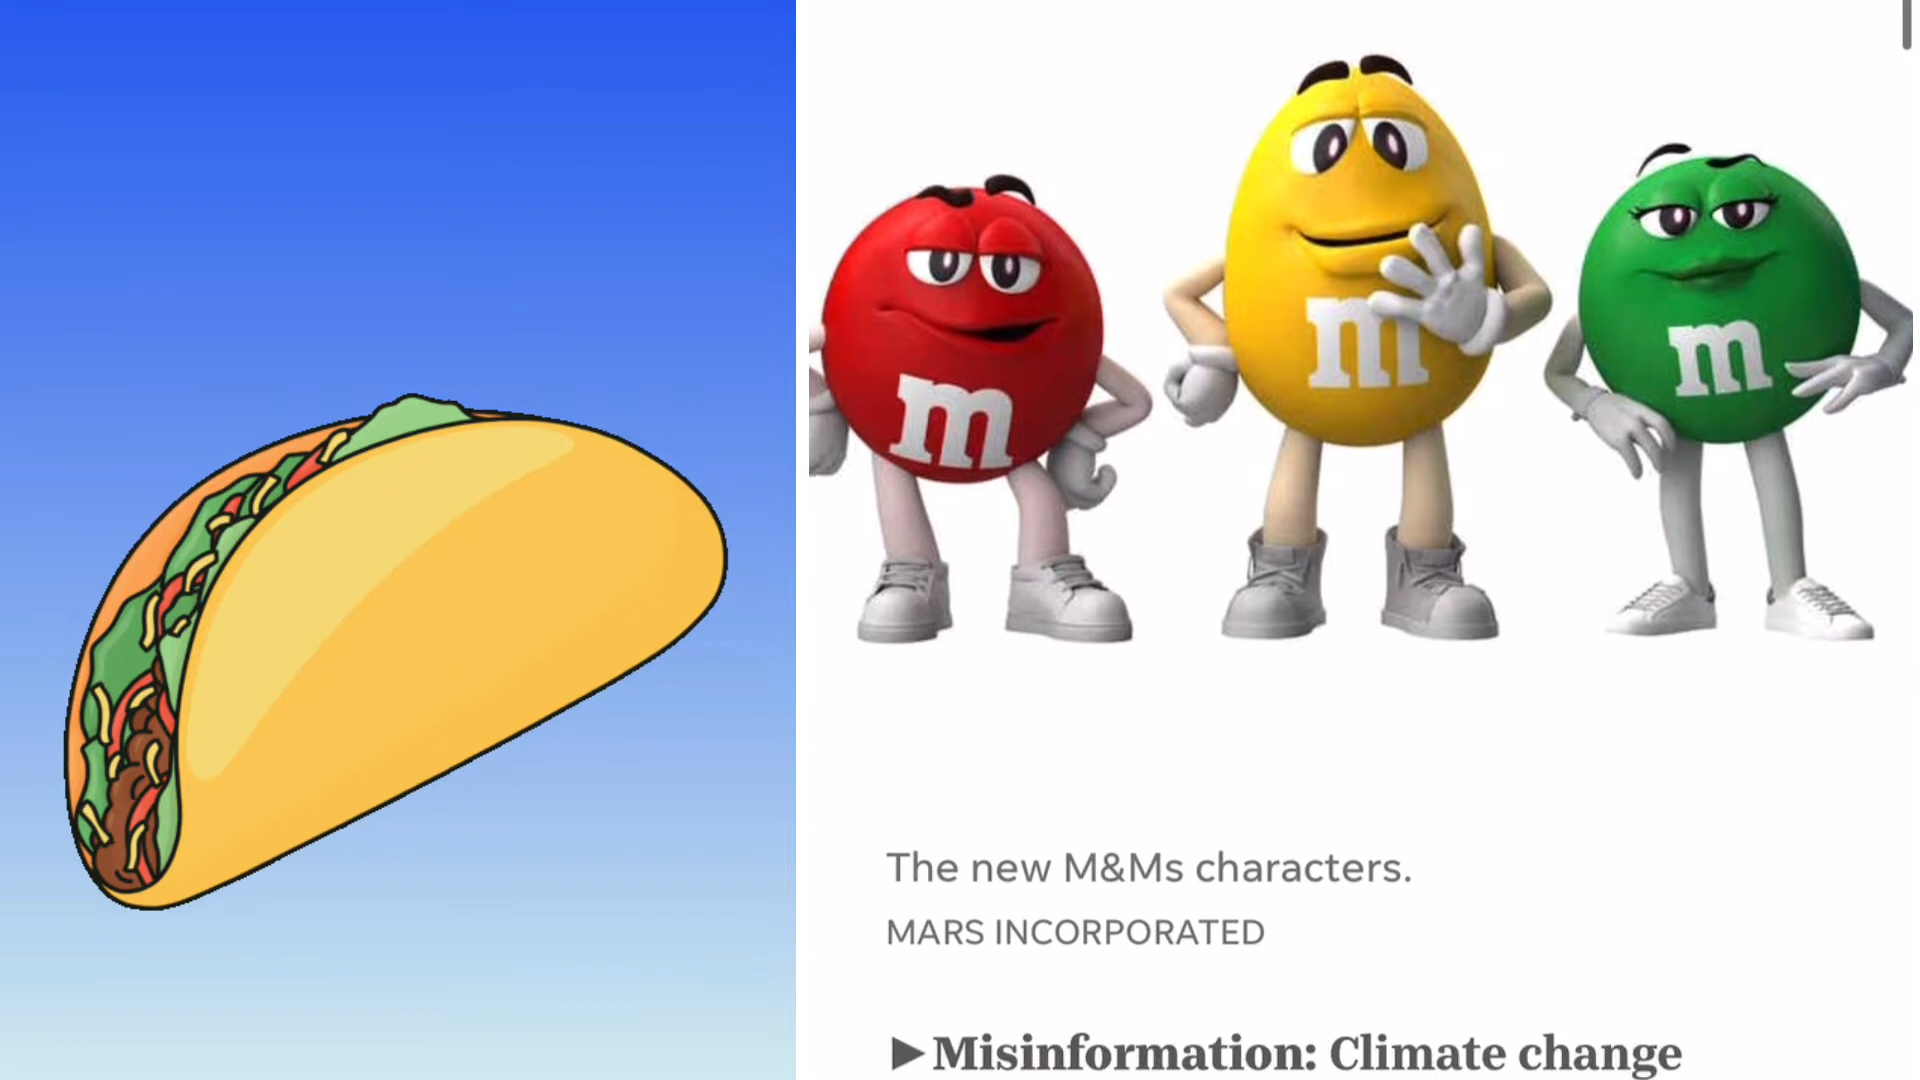 m
m
m
The new M&Ms characters.
MARS INCORPORATED
▶Misinformation: Climate change